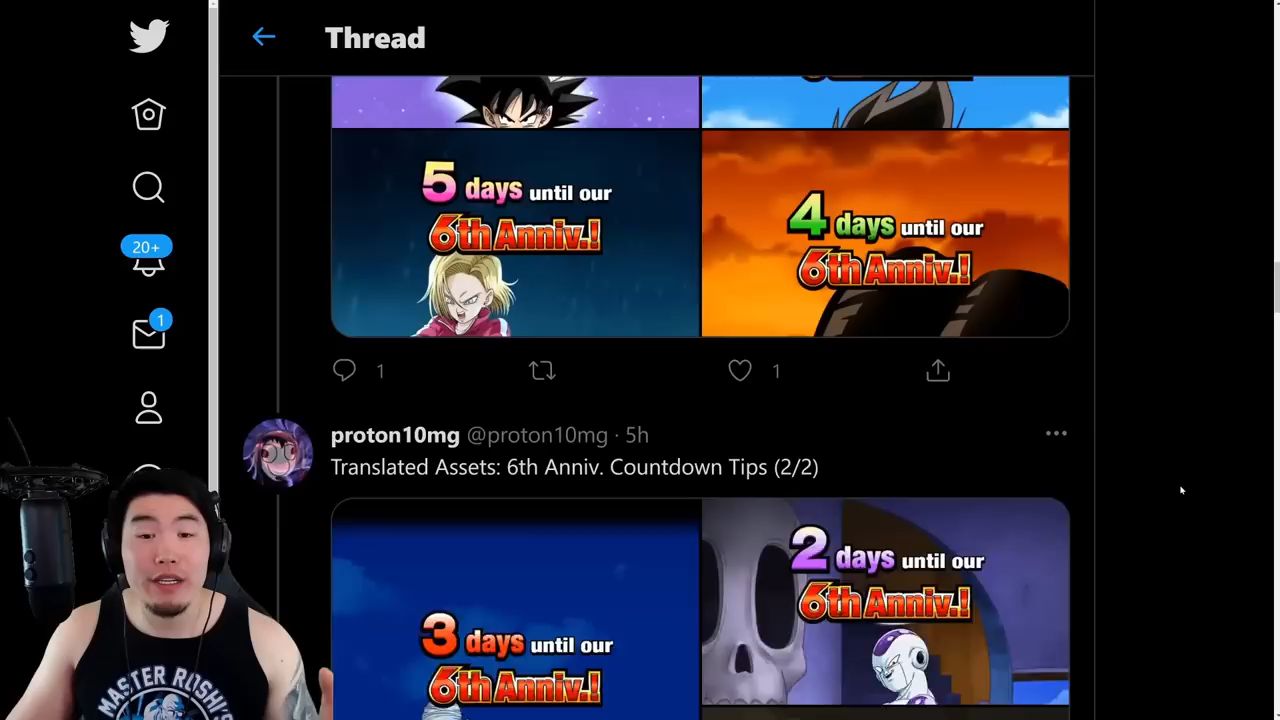 Thread
5 days until our
6th Anniv.!
4 days until our
6th Anniv.!
20+
1
1
1
proton10mg @proton10mg · 5h
Translated Assets: 6th Anniv. Countdown Tips (2/2)
3 days until our
6th Anniv.!
2 days until our
6th Anniv.!
MASTER ROSHI'S